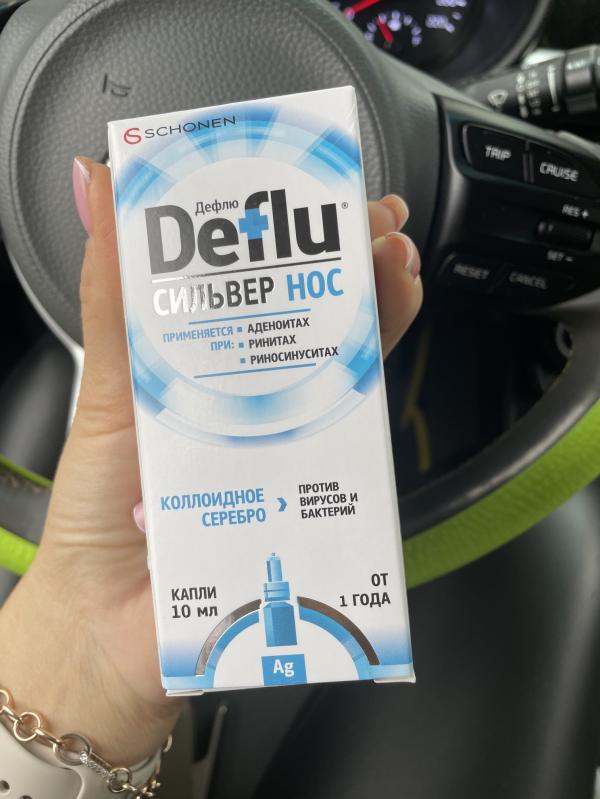 SCHONEN
Дефлю
Deflu®
СИЛЬВЕР НОС
ПРИМЕНЯЕТСЯ ПРИ:
▪ АДЕНОИТАХ
▪ РИНИТАХ
▪ РИНОСИНУСИТАХ
КОЛЛОИДНОЕ
СЕРЕБРО
ПРОТИВ
ВИРУСОВ И
БАКТЕРИЙ
КАПЛИ
10 мл
ОТ
1 ГОДА
Ag
TRIP
CRUISE
RES +
SET −
RESET
CANCEL